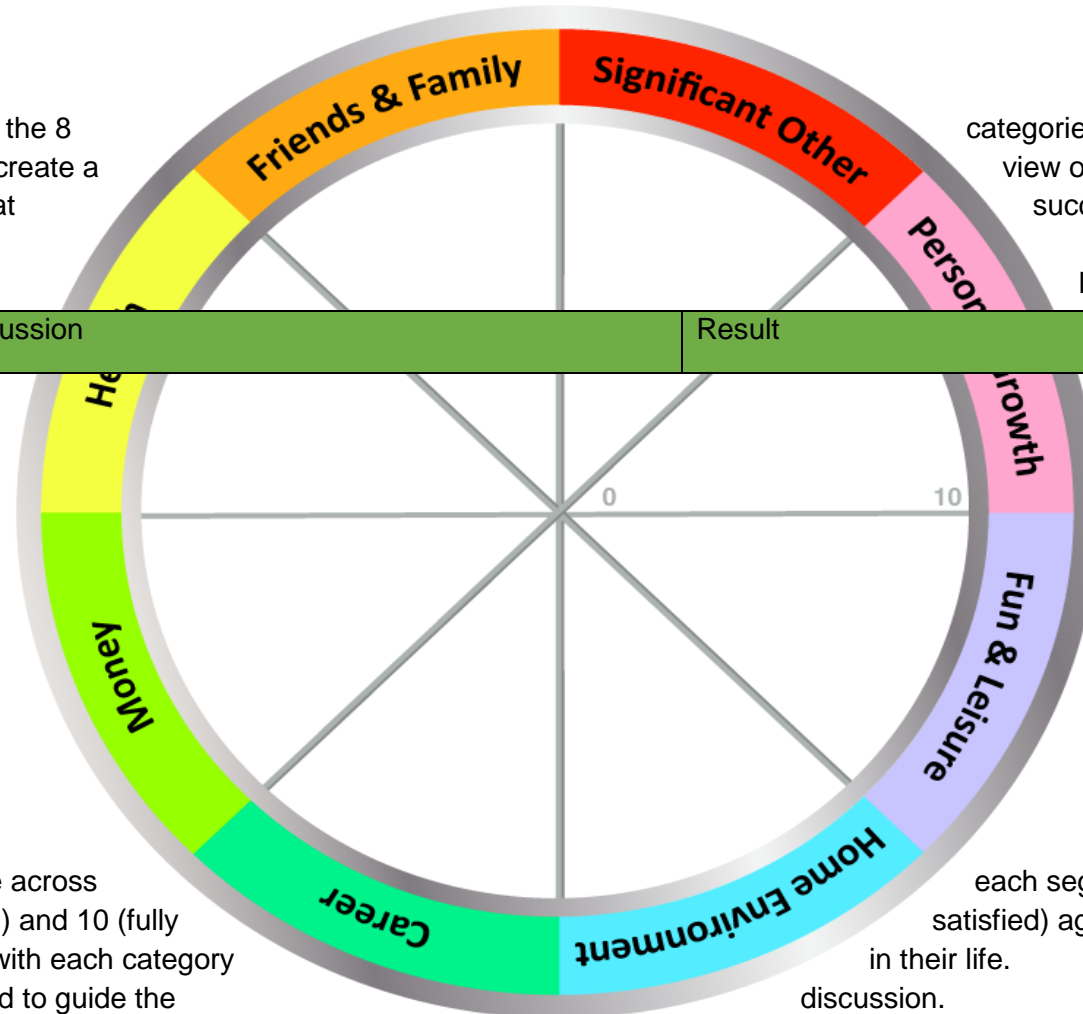 Friends & Family
Significant Other
the 8
create a
at
categorie
view o
succ
Person
rowth
ussion
Result
He
0
10
Money
Fun & Leisure
Career
Home Environment
e across
each seg
) and 10 (fully
satisfied) ag
with each category
in their life.
d to guide the
discussion.